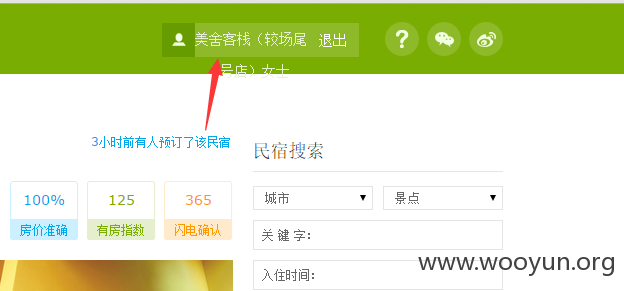 美舍客栈（较场尾 退出
号店）女士
3小时前有人预订了该民宿
民宿搜索
100% 125 365
房价准确 有房指数 闪电确认
城市 景点
关 键 字:
入住时间:
www.wooyun.org